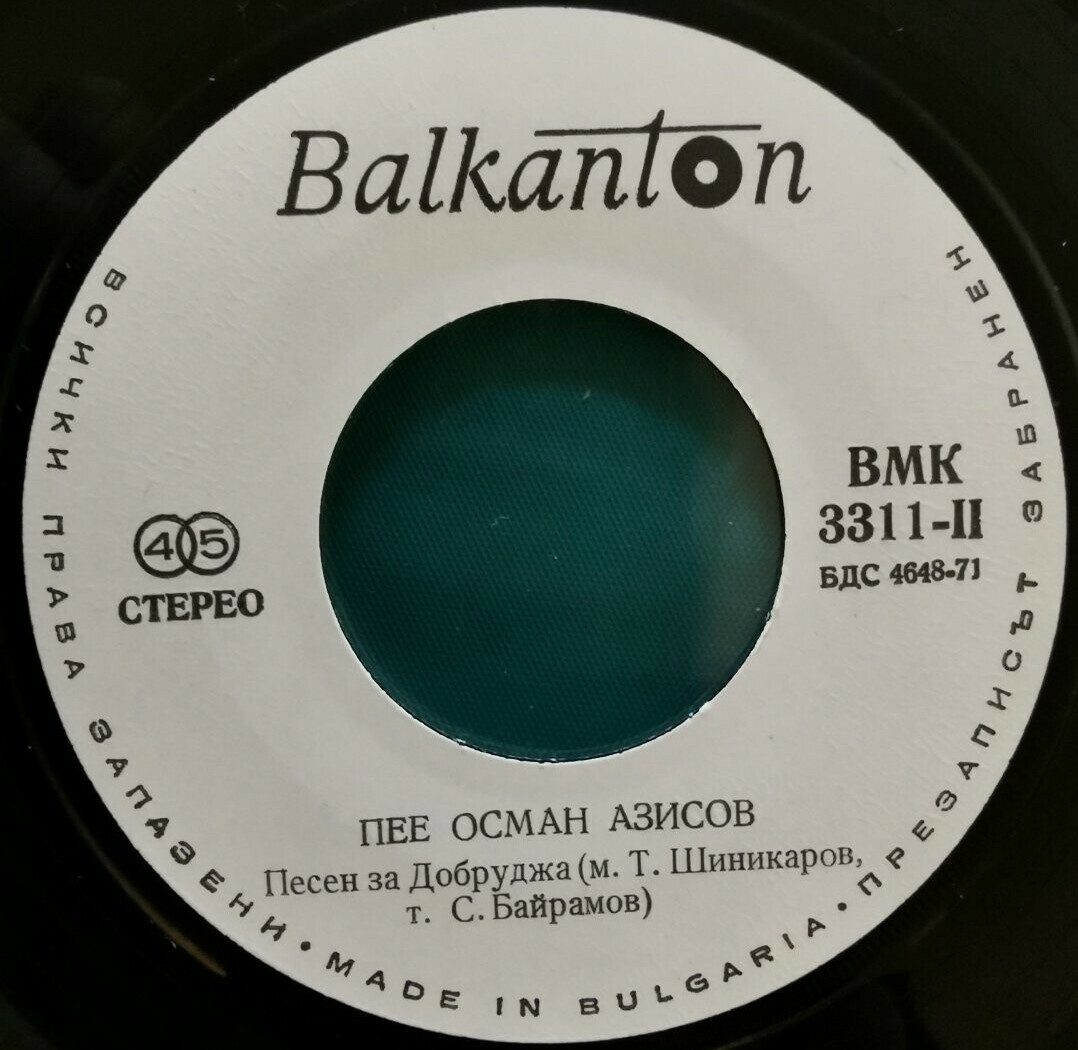 Balkanton
ВСИЧКИ ПРАВА ЗАПАЗЕНИ • MADE IN BULGARIA • ПРЕЗАПИСЪТ ЗАБРАНЕН
45
СТЕРЕО
ВМК
3311-II
БДС 4648-71
ПЕЕ ОСМАН АЗИСОВ
Песен за Добруджа (м. Т. Шиникаров,
т. С. Байрамов)